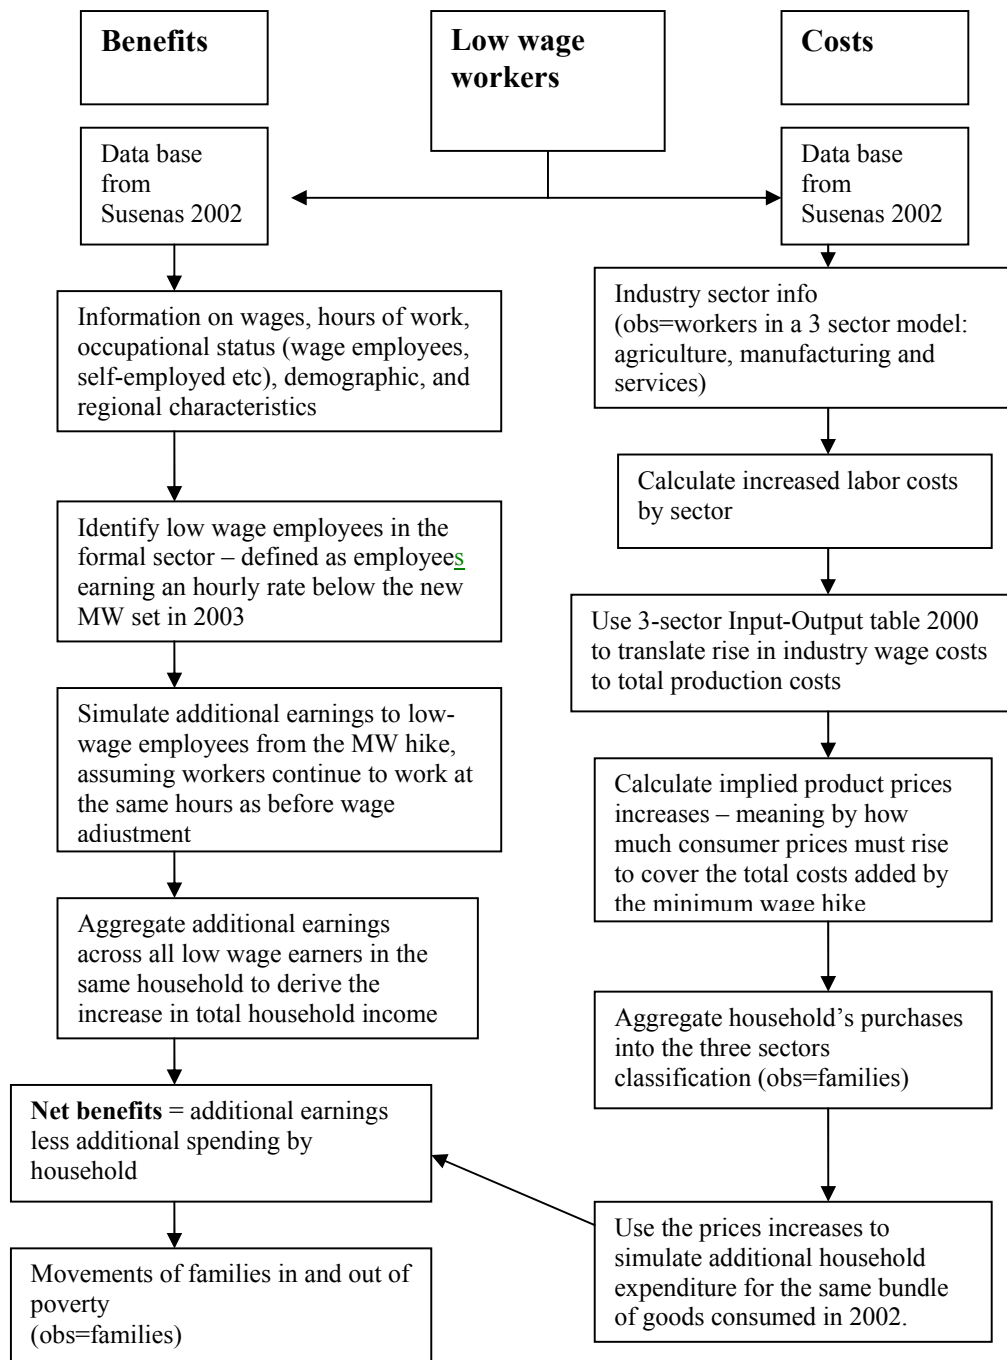 Benefits
Low wage
workers
Costs
Data base
from
Susenas 2002
Data base
from
Susenas 2002
Information on wages, hours of work,
occupational status (wage employees,
self-employed etc), demographic, and
regional characteristics
Industry sector info
(obs=workers in a 3 sector model:
agriculture, manufacturing and
services)
Calculate increased labor costs
by sector
Identify low wage employees in the
formal sector – defined as employees
earning an hourly rate below the new
MW set in 2003
Use 3-sector Input-Output table 2000
to translate rise in industry wage costs
to total production costs
Simulate additional earnings to low-
wage employees from the MW hike,
assuming workers continue to work at
the same hours as before wage
adjustment
Calculate implied product prices
increases – meaning by how
much consumer prices must rise
to cover the total costs added by
the minimum wage hike
Aggregate additional earnings
across all low wage earners in the
same household to derive the
increase in total household income
Aggregate household’s purchases
into the three sectors
classification (obs=families)
Net benefits = additional earnings
less additional spending by
household
Use the prices increases to
simulate additional household
expenditure for the same bundle
of goods consumed in 2002.
Movements of families in and out of
poverty
(obs=families)